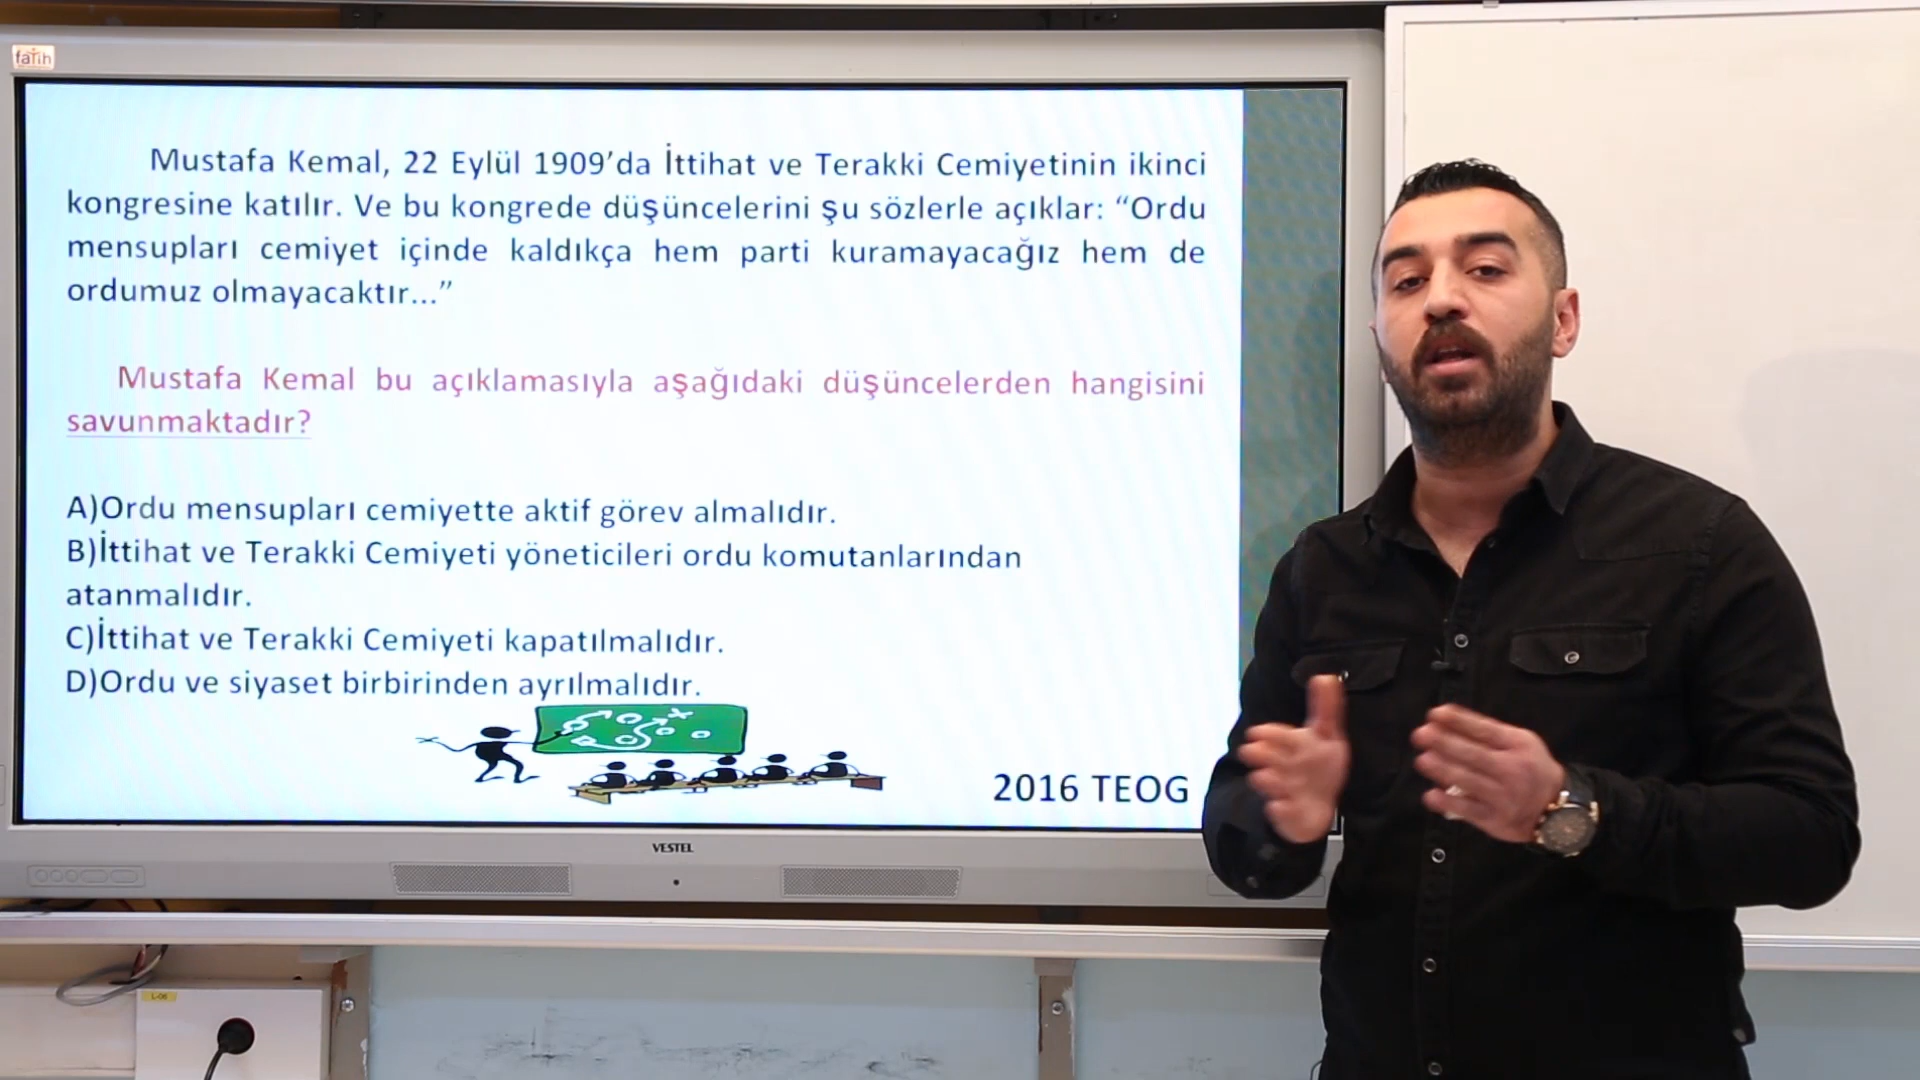 fatih
Mustafa Kemal, 22 Eylül 1909’da İttihat ve Terakki Cemiyetinin ikinci
kongresine katılır. Ve bu kongrede düşüncelerini şu sözlerle açıklar: “Ordu
mensupları cemiyet içinde kaldıkça hem parti kuramayacağız hem de
ordumuz olmayacaktır...”
Mustafa Kemal bu açıklamasıyla aşağıdaki düşüncelerden hangisini
savunmaktadır?
A)Ordu mensupları cemiyette aktif görev almalıdır.
B)İttihat ve Terakki Cemiyeti yöneticileri ordu komutanlarından
atanmalıdır.
C)İttihat ve Terakki Cemiyeti kapatılmalıdır.
D)Ordu ve siyaset birbirinden ayrılmalıdır.
2016 TEOG
VESTEL
L-06